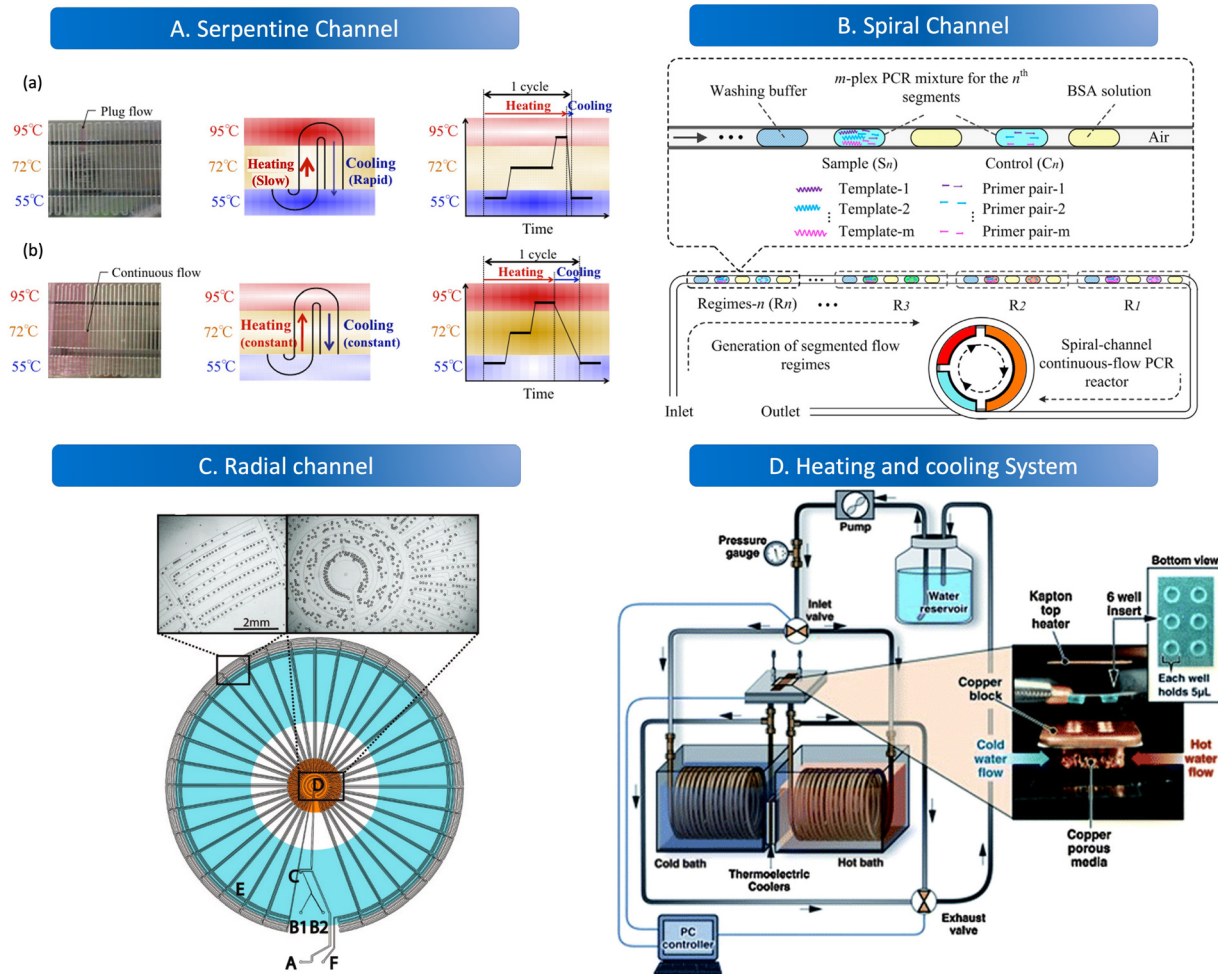 A. Serpentine Channel
(a)
Plug flow
95℃
72℃
55℃
Heating
(Slow)
Cooling
(Rapid)
1 cycle
Heating
Cooling
95℃
72℃
55℃
Time
(b)
Continuous flow
95℃
72℃
55℃
Heating
(constant)
Cooling
(constant)
1 cycle
Heating
Cooling
95℃
72℃
55℃
Time
B. Spiral Channel
Washing buffer
m-plex PCR mixture for the nth
segments
BSA solution
Air
Sample (Sn)
Control (Cn)
Template-1
Primer pair-1
Template-2
Primer pair-2
Template-m
Primer pair-m
Regimes-n (Rn)
R3
R2
R1
Generation of segmented flow
regimes
Spiral-channel
continuous-flow PCR
reactor
Inlet
Outlet
C. Radial channel
2mm
D
C
E
B1
B2
A
F
D. Heating and cooling System
Pump
Pressure
gauge
Water
reservoir
Inlet
valve
Bottom view
Kapton
top
heater
6 well
Insert
Each well
holds 5μL
Copper
block
Cold
water
flow
Hot
water
flow
Copper
porous
media
Cold bath
Hot bath
Thermoelectric
Coolers
Exhaust
valve
PC
controller